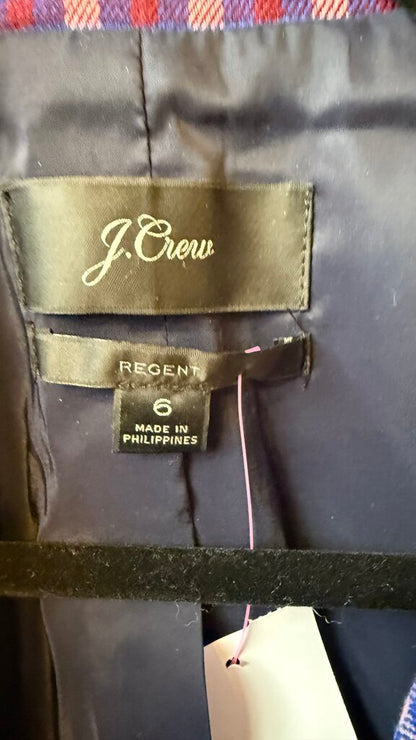 J.Crew
REGENT
6
MADE IN
PHILIPPINES